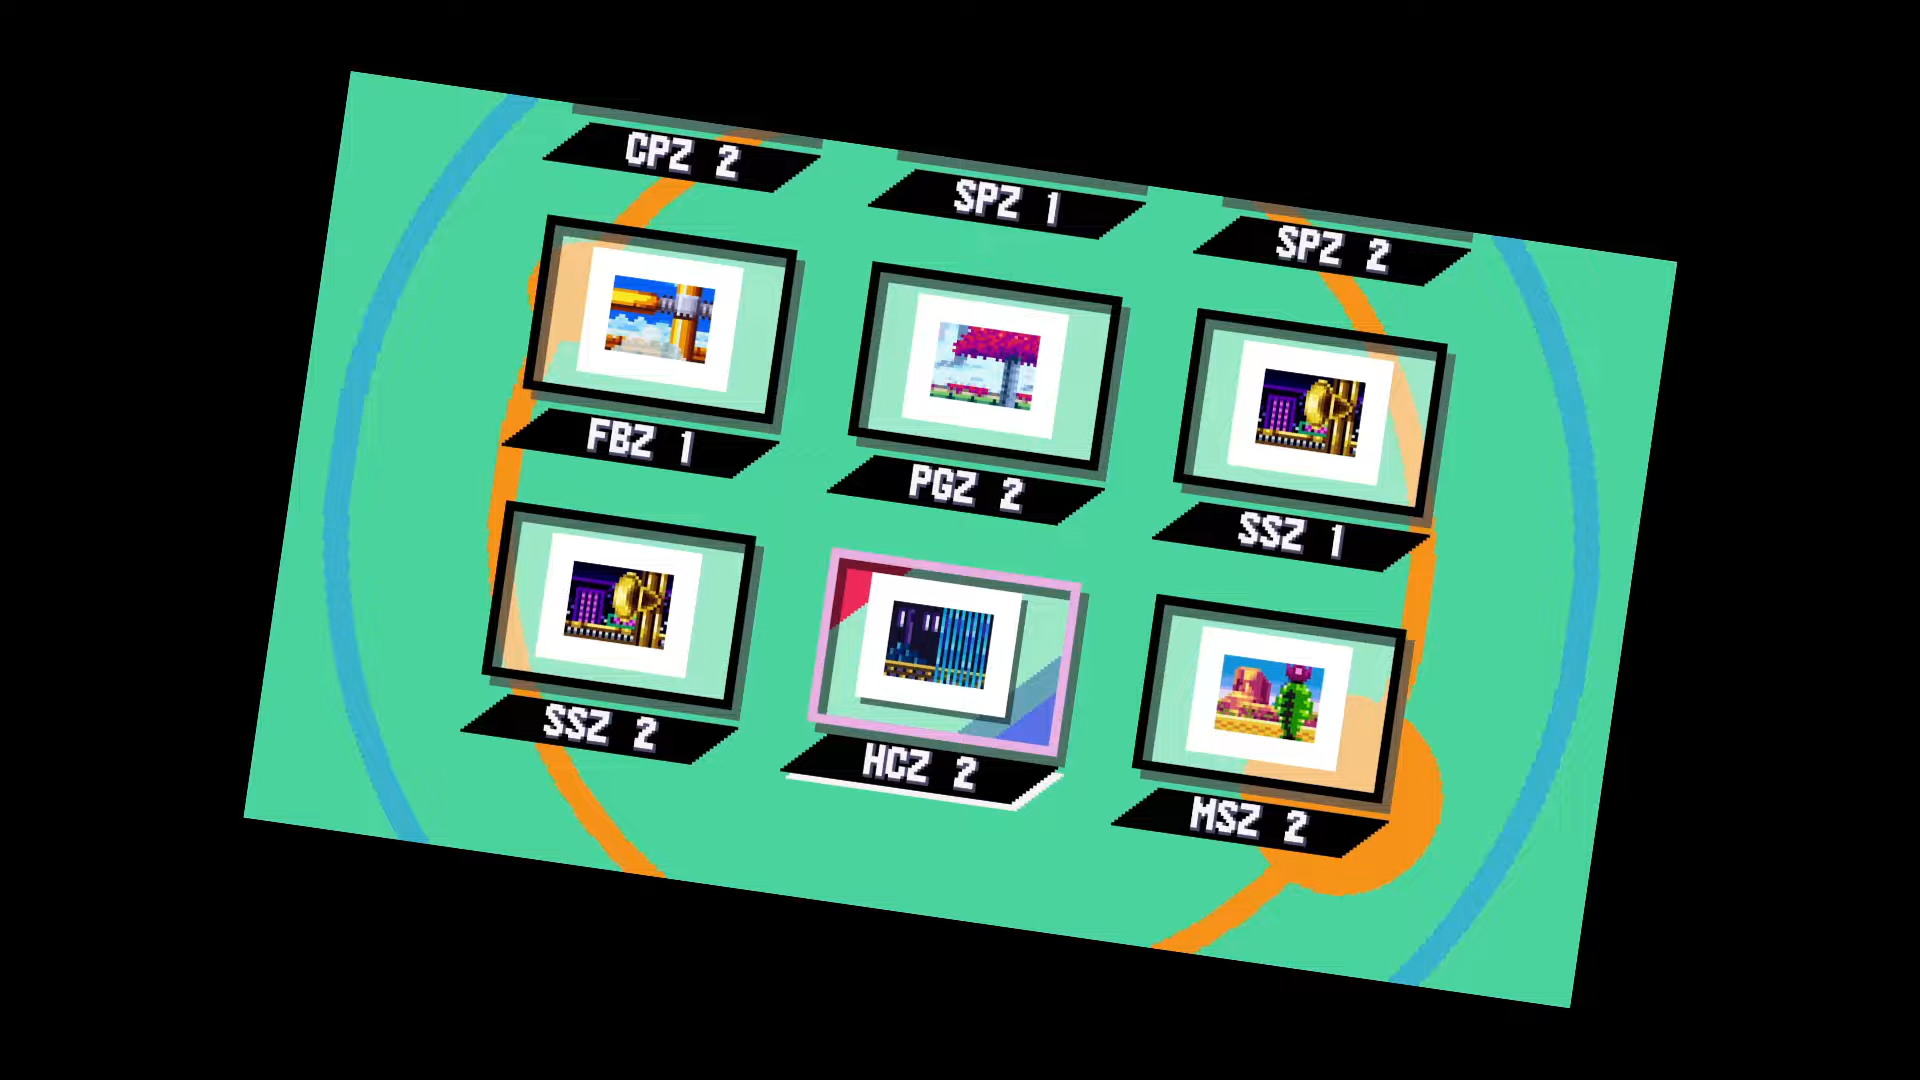 CPZ 2
SPZ 1
SPZ 2
FBZ 1
PGZ 2
SSZ 1
SSZ 2
HCZ 2
MSZ 2